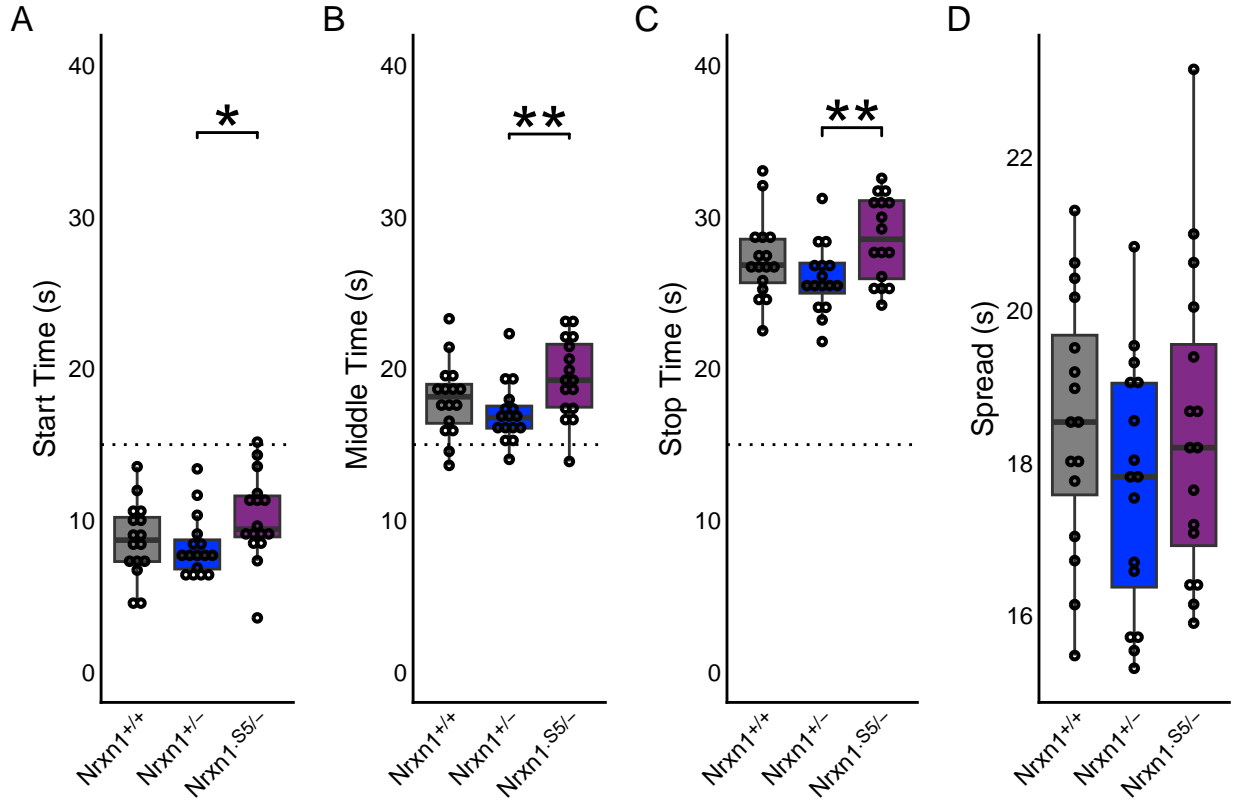 A
B
C
D
Start Time (s)
40
30
20
10
0
*
Nrxn1+/+
Nrxn1+/−
Nrxn1.S5/−
Middle Time (s)
40
30
20
10
0
**
Nrxn1+/+
Nrxn1+/−
Nrxn1.S5/−
Stop Time (s)
40
30
20
10
0
**
Nrxn1+/+
Nrxn1+/−
Nrxn1.S5/−
Spread (s)
22
20
18
16
Nrxn1+/+
Nrxn1+/−
Nrxn1.S5/−